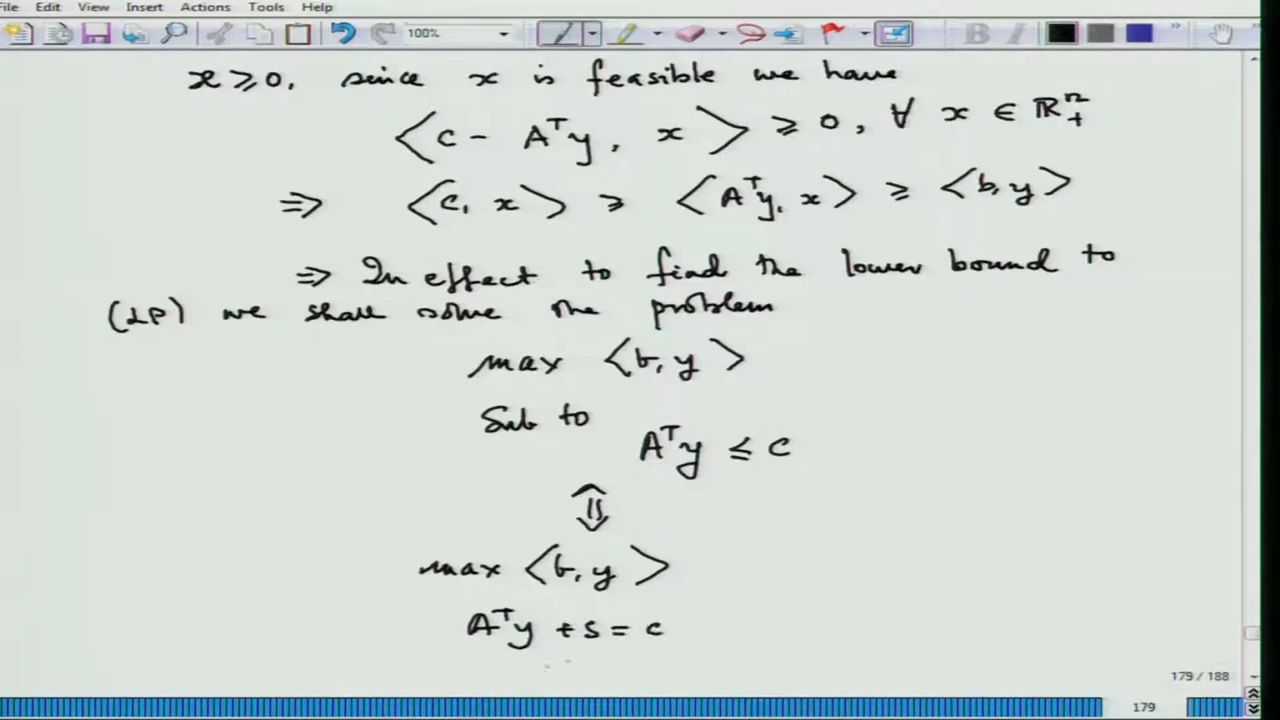 File Edit View Insert Actions Tools Help
100%
x ≥ 0, since x is feasible we have
⟨c - Aᵀy, x⟩ ≥ 0, ∀ x ∈ ℝⁿ₊
⇒ ⟨c, x⟩ ≥ ⟨Aᵀy, x⟩ ≥ ⟨b, y⟩
⇒ In effect to find the lower bound to
(LP) we shall solve the problem
max ⟨b, y⟩
Sub to
Aᵀy ≤ c
⇕
max ⟨b, y⟩
Aᵀy + s = c
179 / 188
179